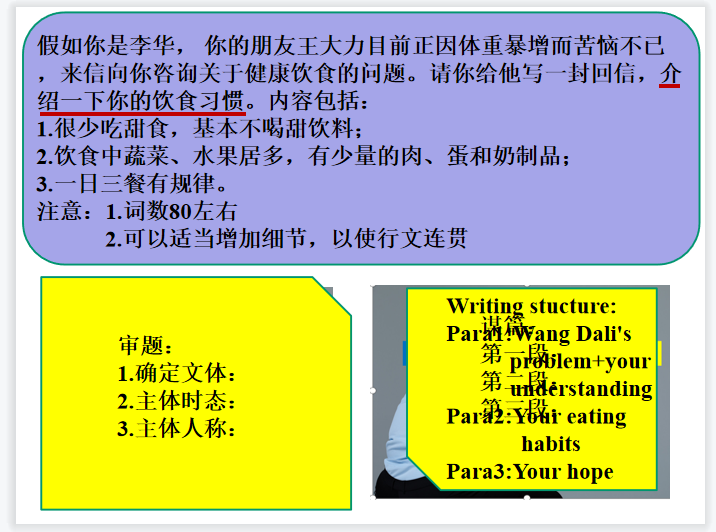 假如你是李华， 你的朋友王大力目前正因体重暴增而苦恼不已
，来信向你咨询关于健康饮食的问题。请你给他写一封回信，介
绍一下你的饮食习惯。内容包括：
1.很少吃甜食，基本不喝甜饮料；
2.饮食中蔬菜、水果居多，有少量的肉、蛋和奶制品；
3.一日三餐有规律。
注意：1.词数80左右
2.可以适当增加细节，以使行文连贯
审题：
1.确定文体：
2.主体时态：
3.主体人称：
Writing stucture:
谋篇：
Para1:Wang Dali's
第一段：
problem+your
第二段：
understanding
第三段：
Para2:Your eating
habits
Para3:Your hope